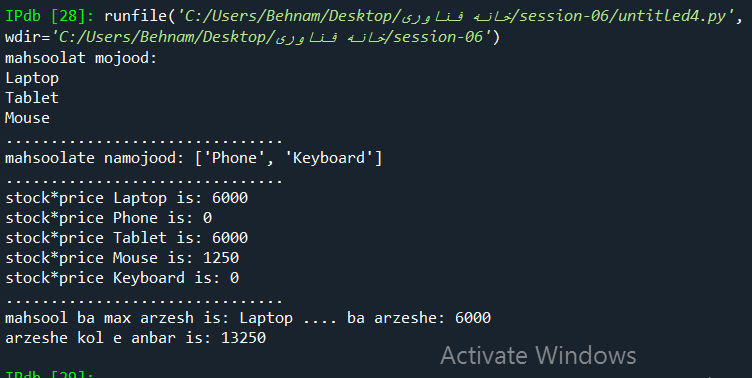 IPdb [28]: runfile('C:/Users/Behnam/Desktop/خانه فناوری/session-06/untitled4.py',
wdir='C:/Users/Behnam/Desktop/خانه فناوری/session-06')
mahsoolat mojood:
Laptop
Tablet
Mouse
...............................
mahsoolate namojood: ['Phone', 'Keyboard']
...............................
stock*price Laptop is: 6000
stock*price Phone is: 0
stock*price Tablet is: 6000
stock*price Mouse is: 1250
stock*price Keyboard is: 0
...............................
mahsool ba max arzesh is: Laptop .... ba arzeshe: 6000
arzeshe kol e anbar is: 13250
Activate Windows
IPdb [29]: